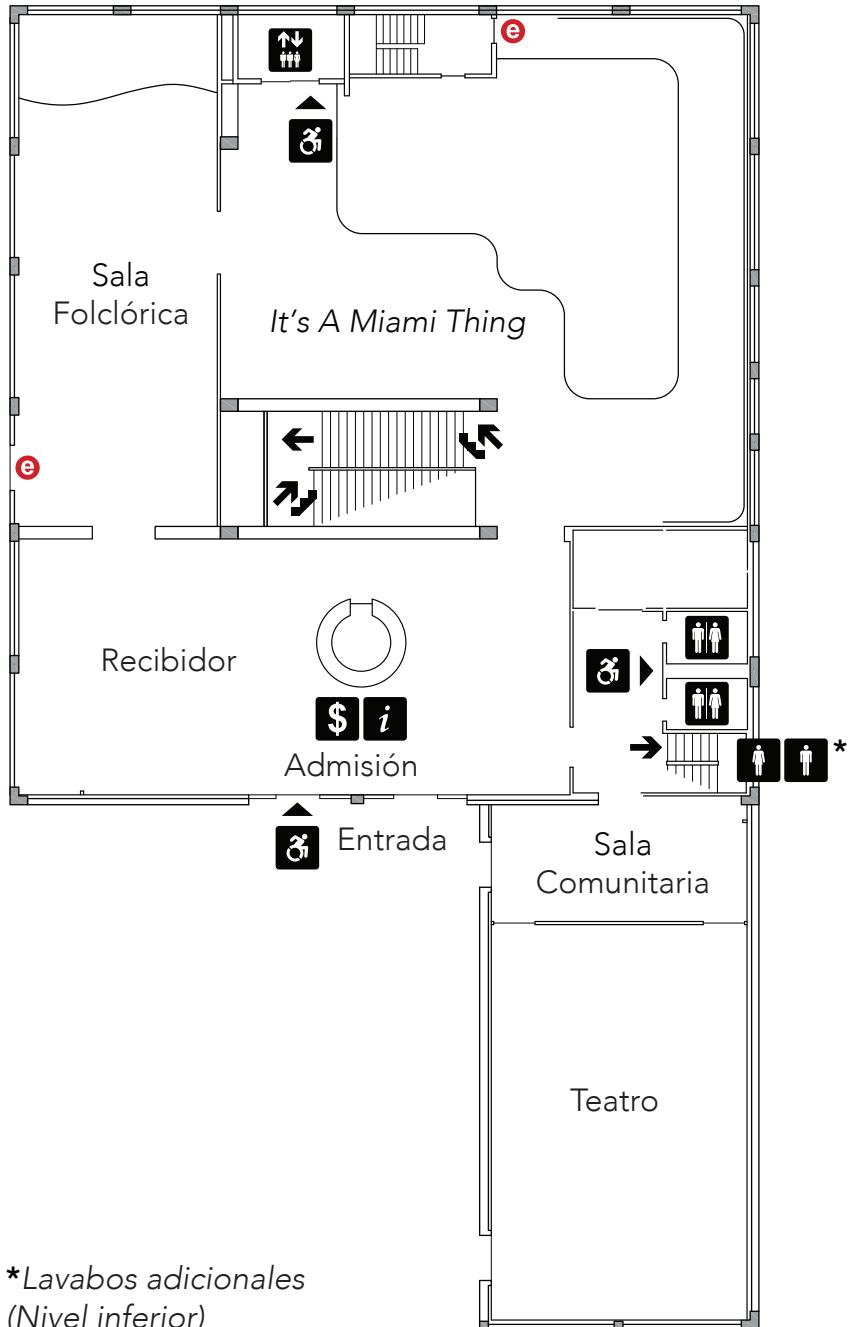 e
Sala
Folclórica
It's A Miami Thing
e
Recibidor
$ i
Admisión
*
Entrada
Sala
Comunitaria
Teatro
*Lavabos adicionales
(Nivel inferior)